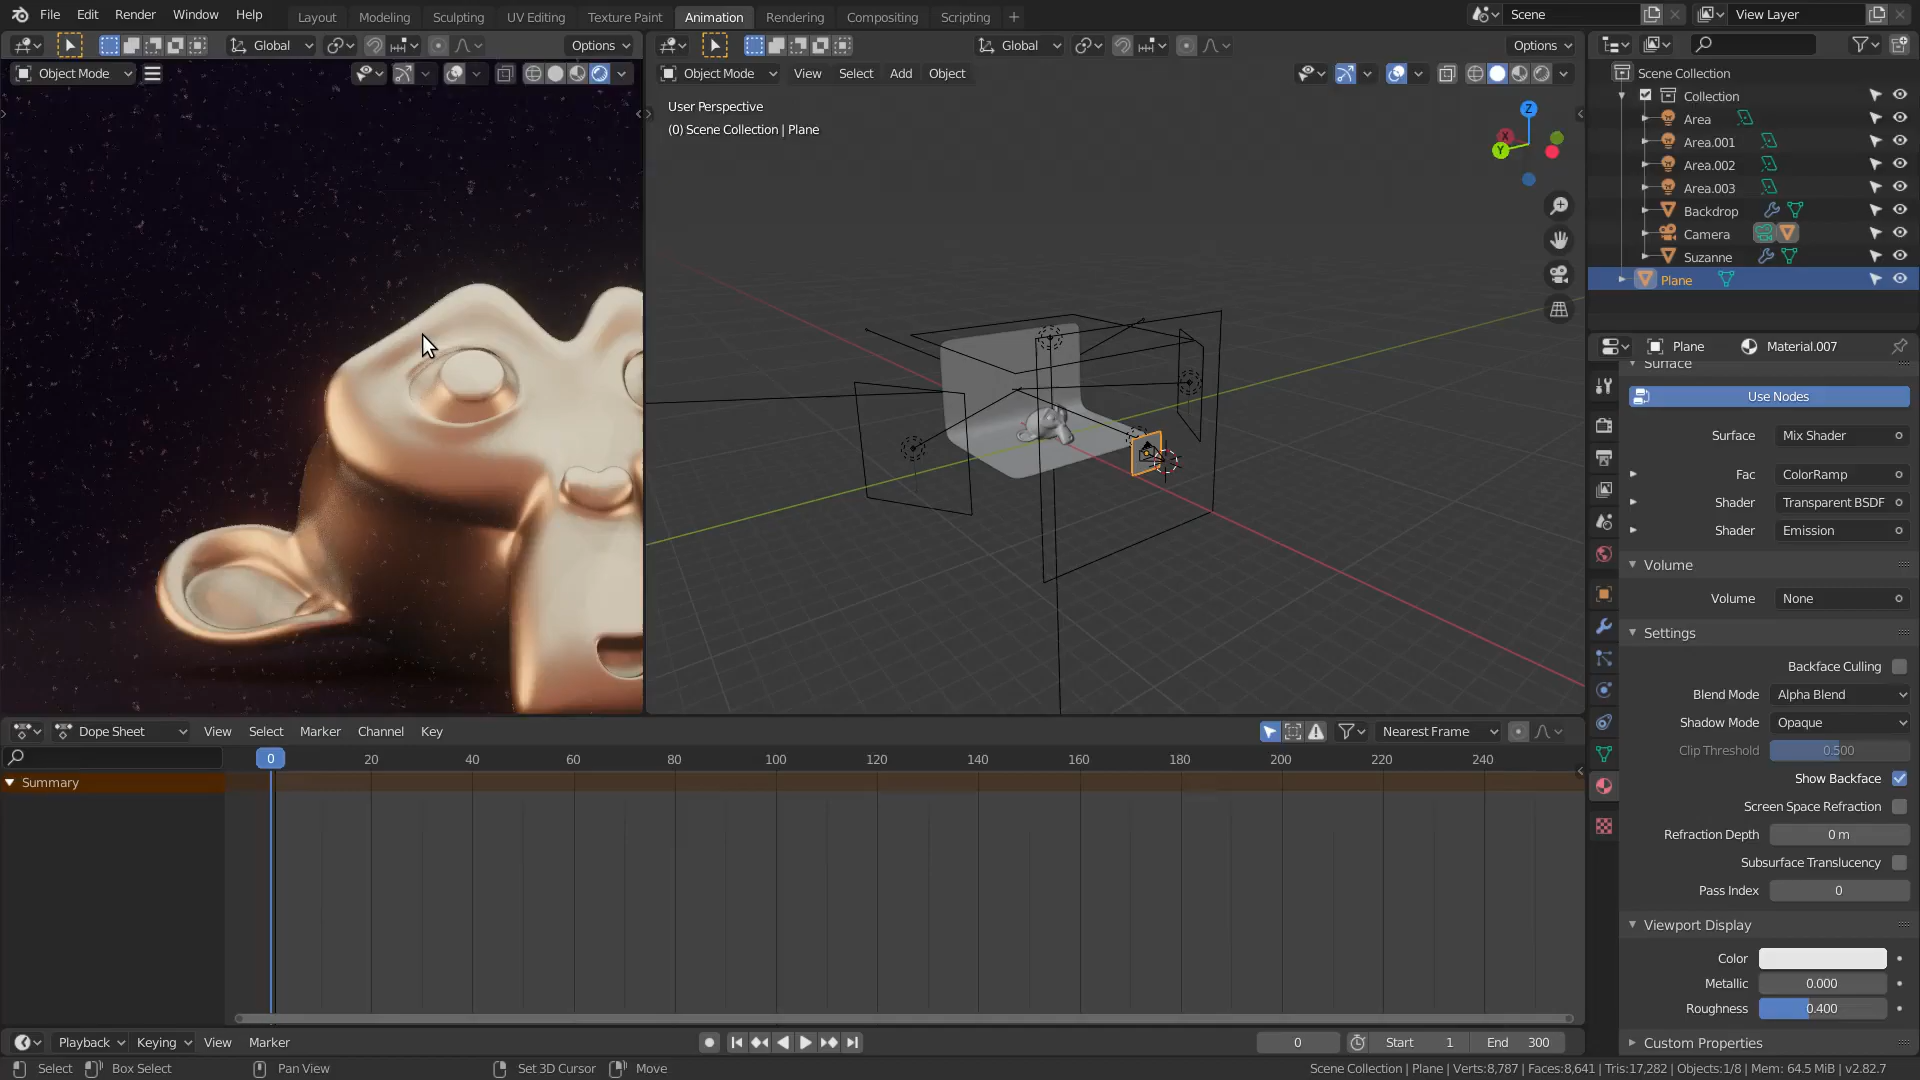 File Edit Render Window Help Layout Modeling Sculpting UV Editing Texture Paint Animation Rendering Compositing Scripting + Scene View Layer
Global Options
Object Mode
Global Options
Object Mode View Select Add Object
User Perspective
(0) Scene Collection | Plane
Z
X
Y
Scene Collection
Collection
Area
Area.001
Area.002
Area.003
Backdrop
Camera
Suzanne
Plane
Plane Material.007
Surface
Use Nodes
Surface Mix Shader
Fac ColorRamp
Shader Transparent BSDF
Shader Emission
Volume
Volume None
Settings
Backface Culling
Blend Mode Alpha Blend
Shadow Mode Opaque
Clip Threshold 0.500
Show Backface
Screen Space Refraction
Refraction Depth 0 m
Subsurface Translucency
Pass Index 0
Viewport Display
Color
Metallic 0.000
Roughness 0.400
Custom Properties
Dope Sheet View Select Marker Channel Key Nearest Frame
0 20 40 60 80 100 120 140 160 180 200 220 240
Summary
Playback Keying View Marker 0 Start 1 End 300
Select Box Select Pan View Set 3D Cursor Move Scene Collection | Plane | Verts:8,787 | Faces:8,641 | Tris:17,282 | Objects:1/8 | Mem: 64.5 MiB | v2.82.7